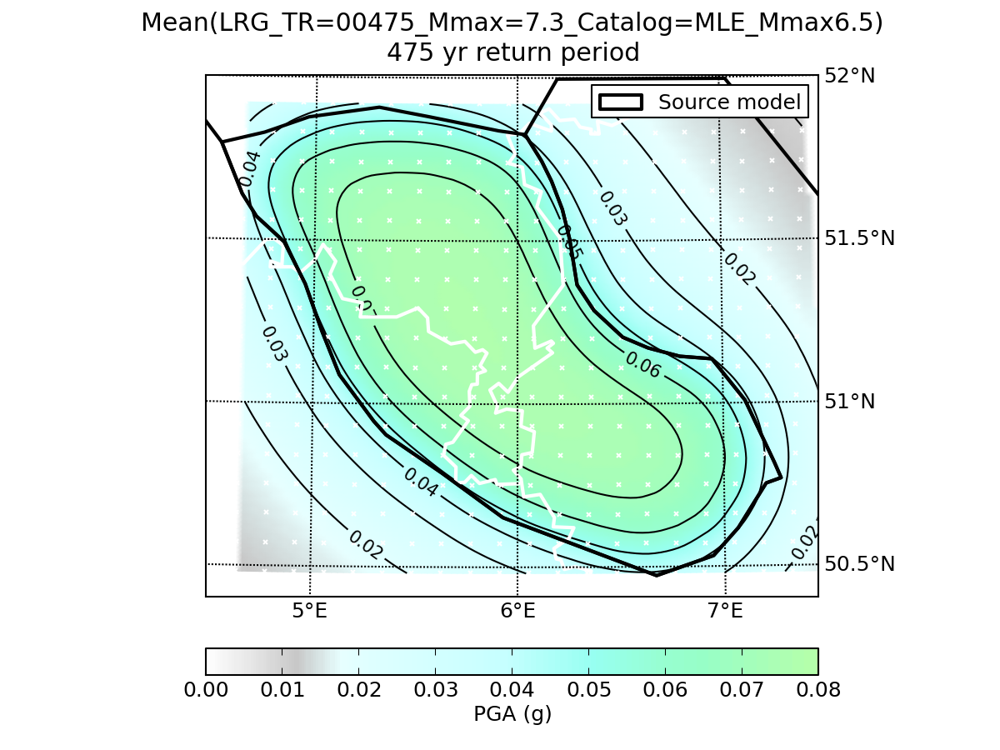 Mean(LRG_TR=00475_Mmax=7.3_Catalog=MLE_Mmax6.5)
475 yr return period
52°N
Source model
0.04
0.03
0.05
51.5°N
0.02
0.03
0.06
51°N
0.04
0.02
0.02
50.5°N
5°E 6°E 7°E
0.00 0.01 0.02 0.03 0.04 0.05 0.06 0.07 0.08
PGA (g)